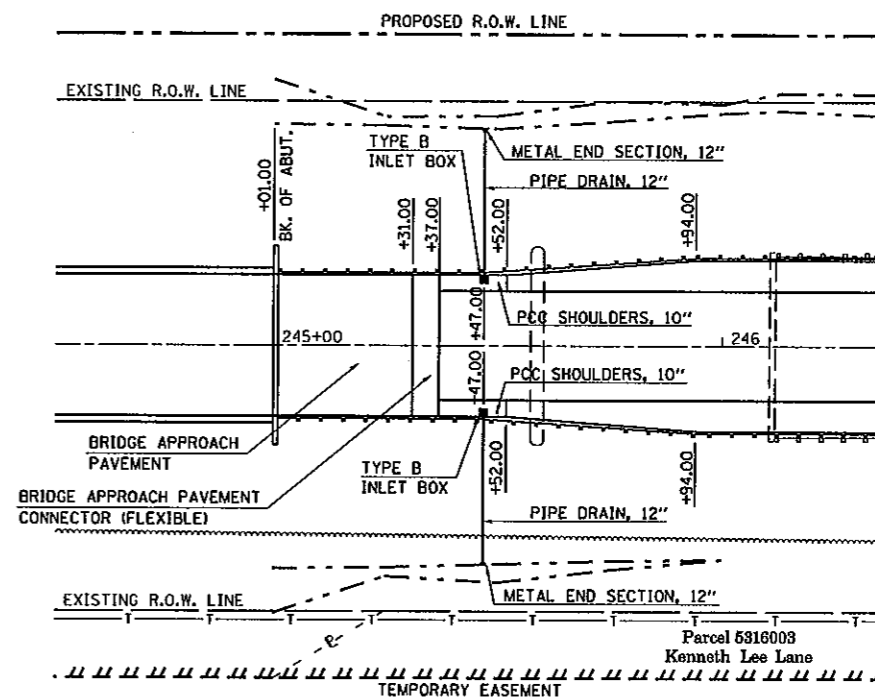 PROPOSED R.O.W. LINE
EXISTING R.O.W. LINE
TYPE B
INLET BOX
METAL END SECTION, 12"
+01.00
BK. OF ABUT.
PIPE DRAIN, 12"
+31.00
+37.00
+52.00
+94.00
+47.00
PCC SHOULDERS, 10"
245+00
246
+47.00
PCC SHOULDERS, 10"
BRIDGE APPROACH
PAVEMENT
TYPE B
INLET BOX
+52.00
+94.00
BRIDGE APPROACH PAVEMENT
CONNECTOR (FLEXIBLE)
PIPE DRAIN, 12"
METAL END SECTION, 12"
EXISTING R.O.W. LINE
T T T T T T T T T T
Parcel 5316003
Kenneth Lee Lane
TEMPORARY EASEMENT